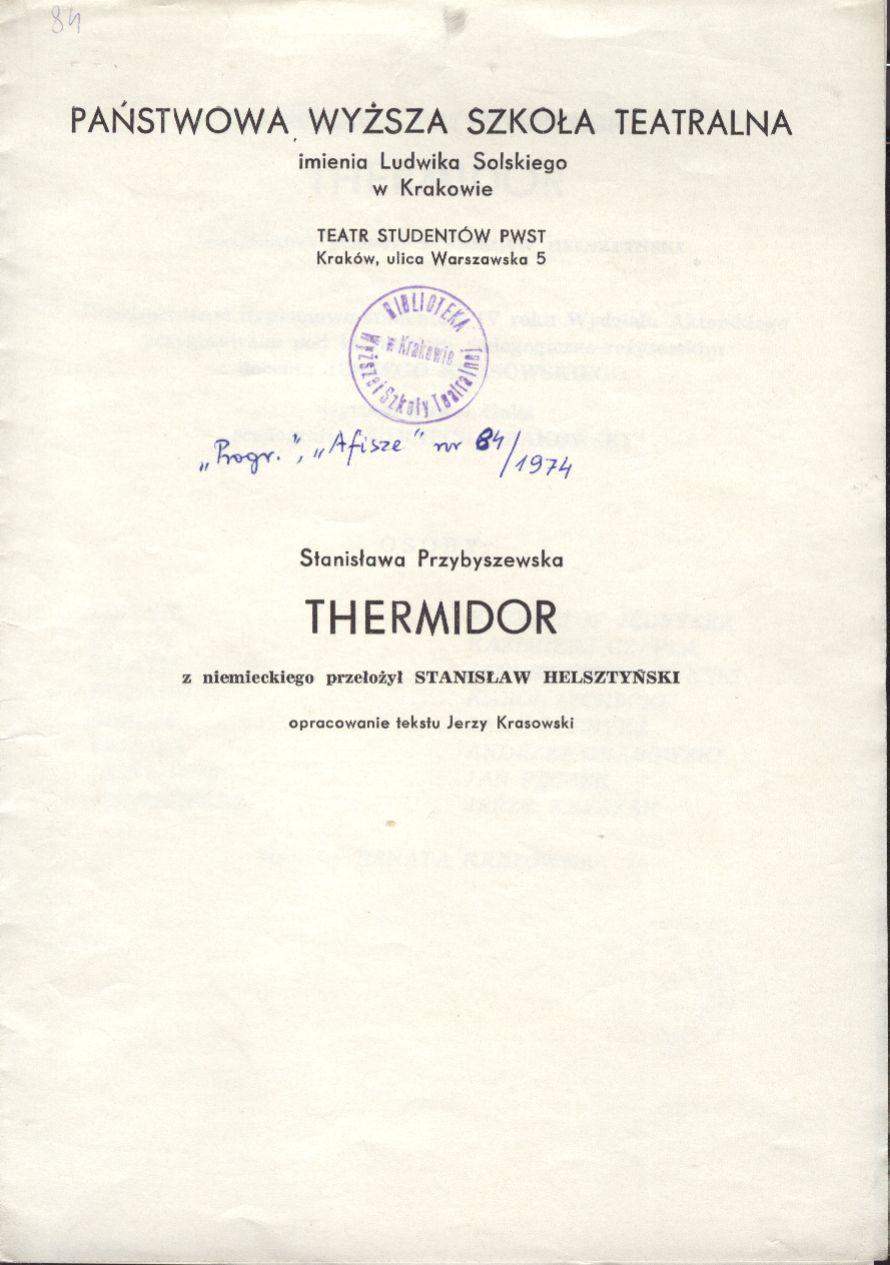 84
PAŃSTWOWA WYŻSZA SZKOŁA TEATRALNA
imienia Ludwika Solskiego
w Krakowie
TEATR STUDENTÓW PWST
Kraków, ulica Warszawska 5
BIBLIOTEKA
w Krakowie
Wyższej Szkoły Teatralnej
„Progr.”, „Afisze” nr 84/1974
Stanisława Przybyszewska
THERMIDOR
z niemieckiego przełożył STANISŁAW HELSZTYŃSKI
opracowanie tekstu Jerzy Krasowski